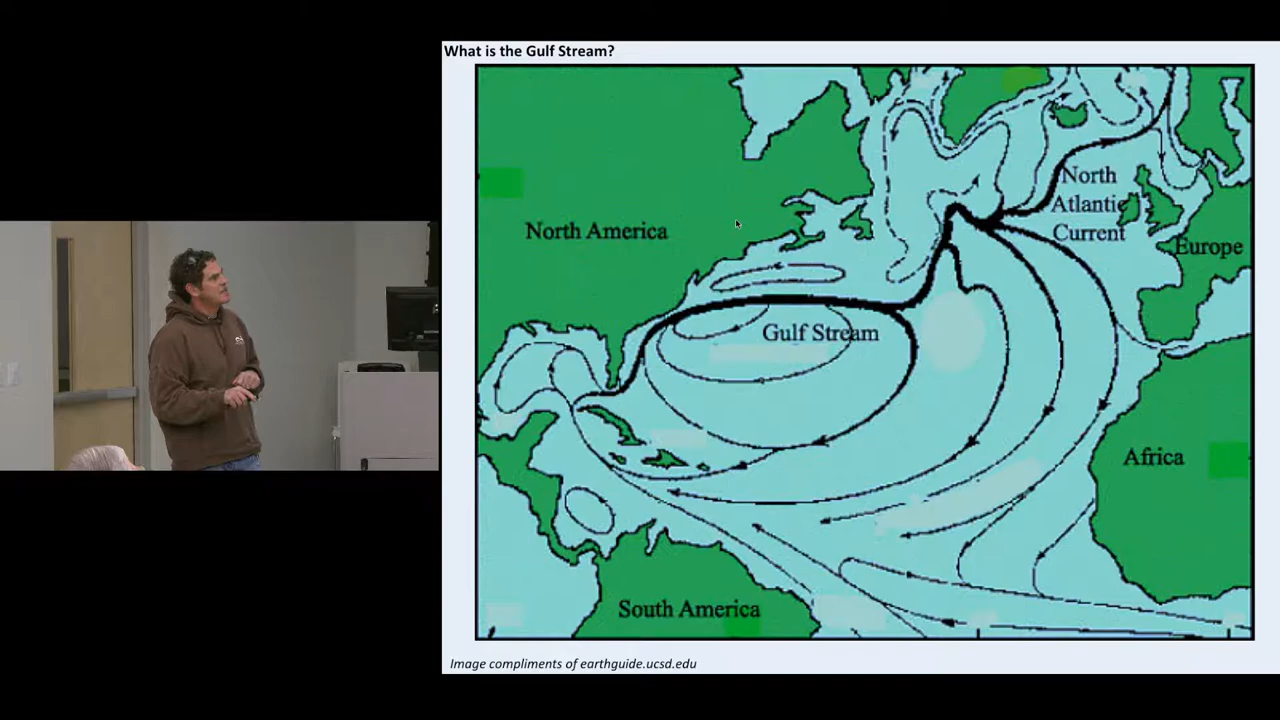 What is the Gulf Stream?
North America
North
Atlantic
Current
Europe
Gulf Stream
Africa
South America
Image compliments of earthguide.ucsd.edu